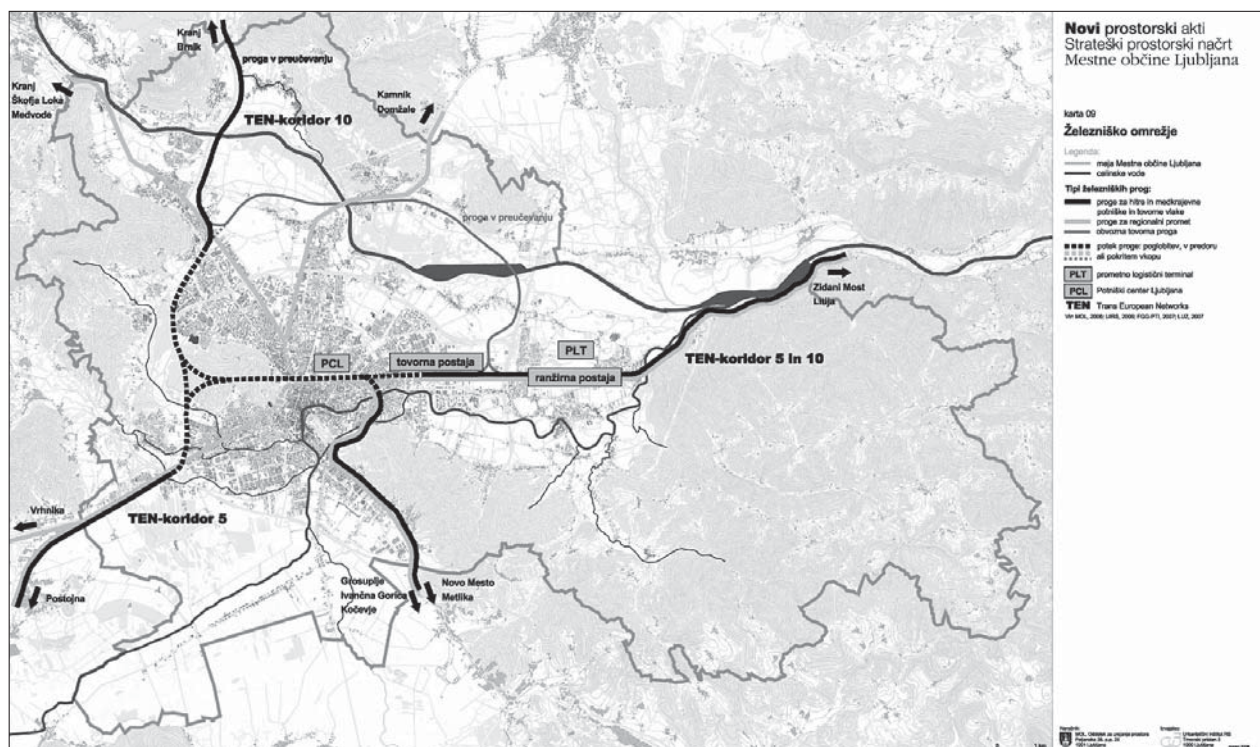 Kranj
Brnik
proga v preučevanju
Kranj
Škofja Loka
Medvode
TEN-koridor 10
Kamnik
Domžale
proga v preučevanju
Zidani Most
Litija
TEN-koridor 5 in 10
PCL
tovorna postaja
PLT
ranžirna postaja
Vrhnika
TEN-koridor 5
Postojna
Grosuplje
Ivančna Gorica
Kočevje
Novo Mesto
Metlika
Novi prostorski akti
Strateški prostorski načrt
Mestne občine Ljubljana
karta 09
Železniško omrežje
Legenda:
meja Mestne občine Ljubljana
celinske vode
Tipi železniških prog:
proge za hitre in medkrajevne
potniške in tovorne vlake
proge za regionalni promet
obvozna tovorna proga
potek proge: poglobitev, v predoru
ali pokritem vkopu
PLT prometno logistični terminal
PCL Potniški center Ljubljana
TEN Trans European Networks